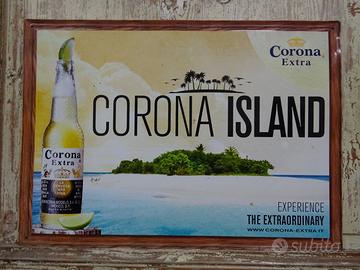 Corona
Extra
CORONA ISLAND
Corona
Extra
EXPERIENCE
THE EXTRAORDINARY
WWW.CORONA-EXTRA.IT
subito